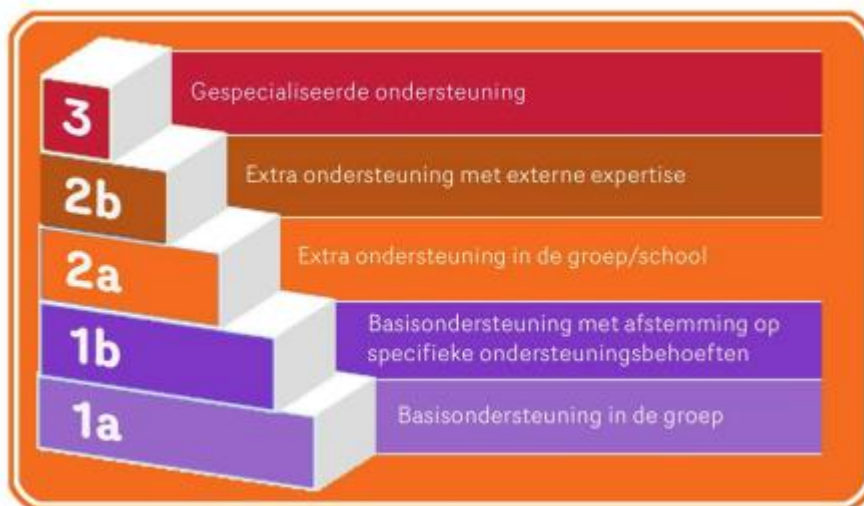 3
Gespecialiseerde ondersteuning
2b
Extra ondersteuning met externe expertise
2a
Extra ondersteuning in de groep/school
1b
Basisondersteuning met afstemming op
specifieke ondersteuningsbehoeften
1a
Basisondersteuning in de groep